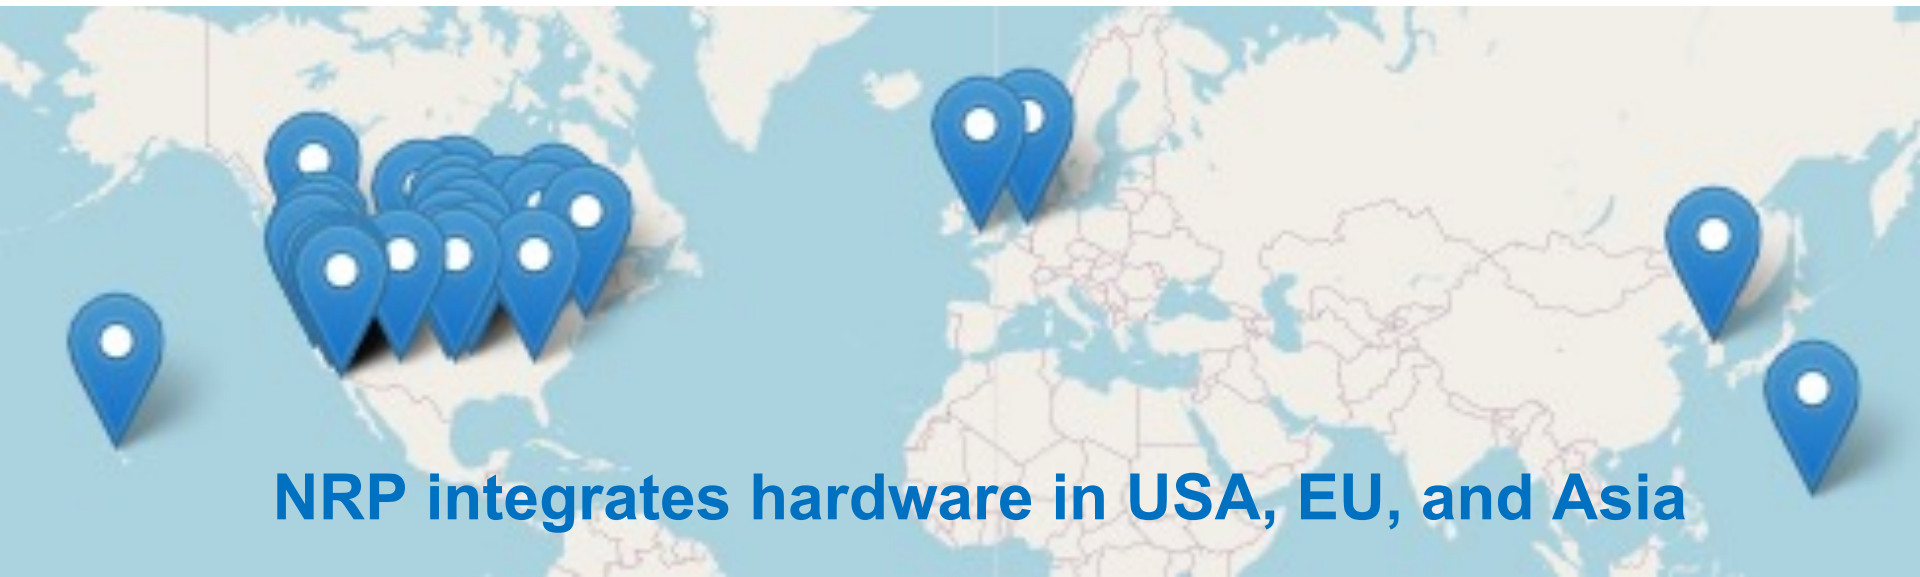 NRP integrates hardware in USA, EU, and Asia